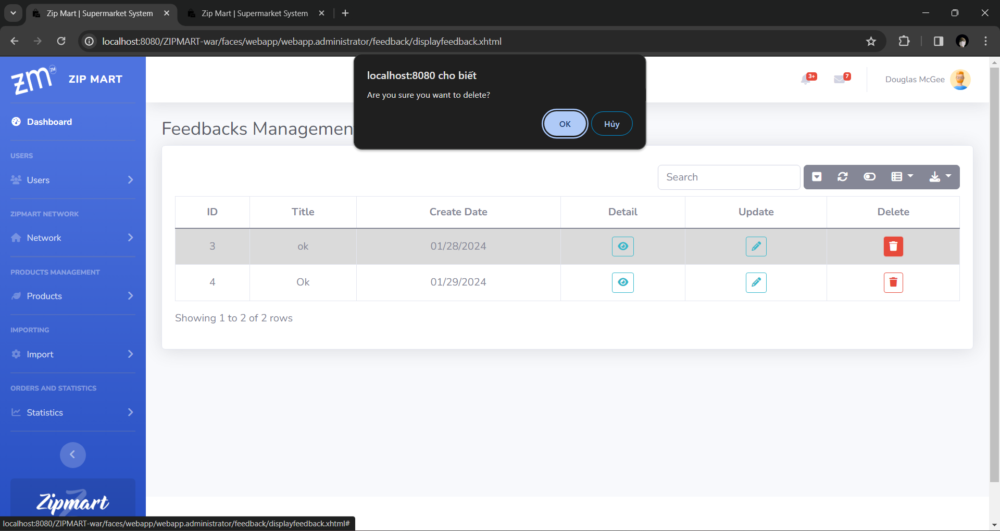 Zip Mart | Supermarket System
Zip Mart | Supermarket System
localhost:8080/ZIPMART-war/faces/webapp/webapp.administrator/feedback/displayfeedback.xhtml
zm ZM
ZIP MART
localhost:8080 cho biết
Are you sure you want to delete?
OK
Hủy
3+
7
Douglas McGee
Dashboard
USERS
Users
ZIPMART NETWORK
Network
PRODUCTS MANAGEMENT
Products
IMPORTING
Import
ORDERS AND STATISTICS
Statistics
Zipmart
Feedbacks Managemen
Search
ID Title Create Date Detail Update Delete
3 ok 01/28/2024
4 Ok 01/29/2024
Showing 1 to 2 of 2 rows
localhost:8080/ZIPMART-war/faces/webapp/webapp.administrator/feedback/displayfeedback.xhtml#